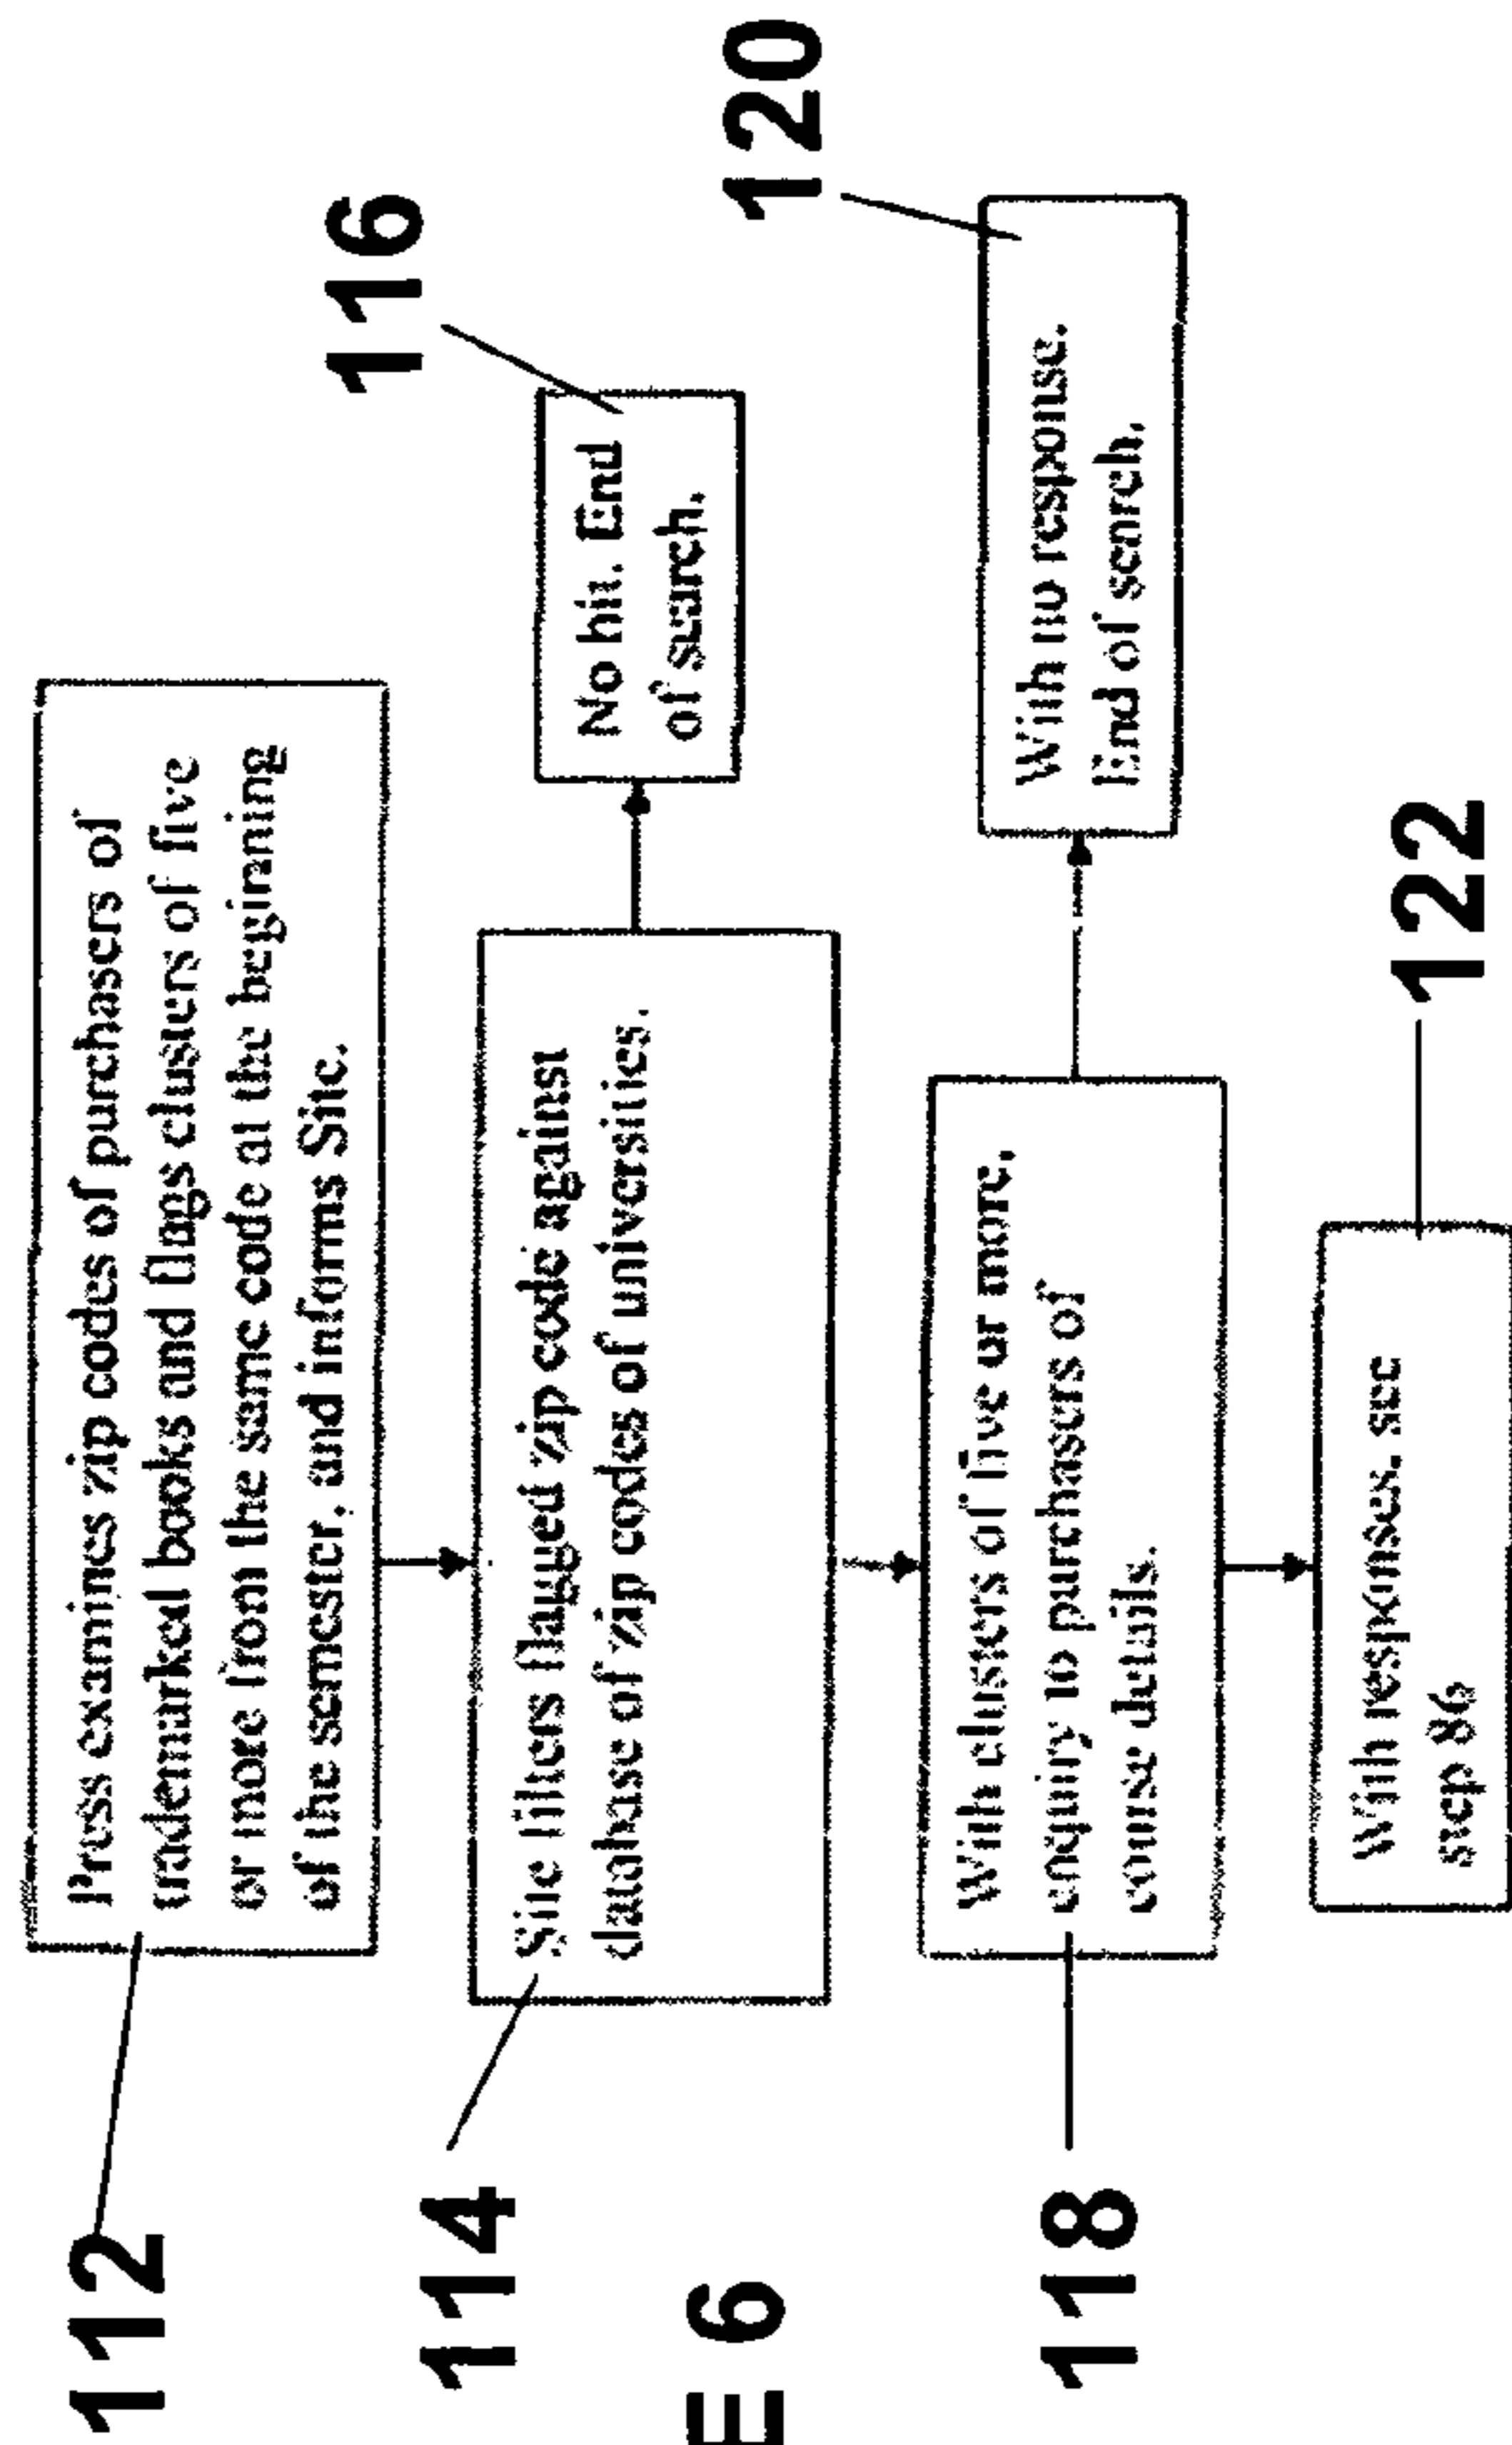 112
Press examines zip codes of purchasers of
trademarked books and flags clusters of five
or more from the same code at the beginning
of the semester, and informs Site.
114
Site filters flagged zip code against
database of zip codes of universities.
116
No hit. End
of search.
E 6
118
With clusters of five or more,
enquiry to purchasers of
course details.
120
With no response.
End of search.
122
With responses, see
step 86